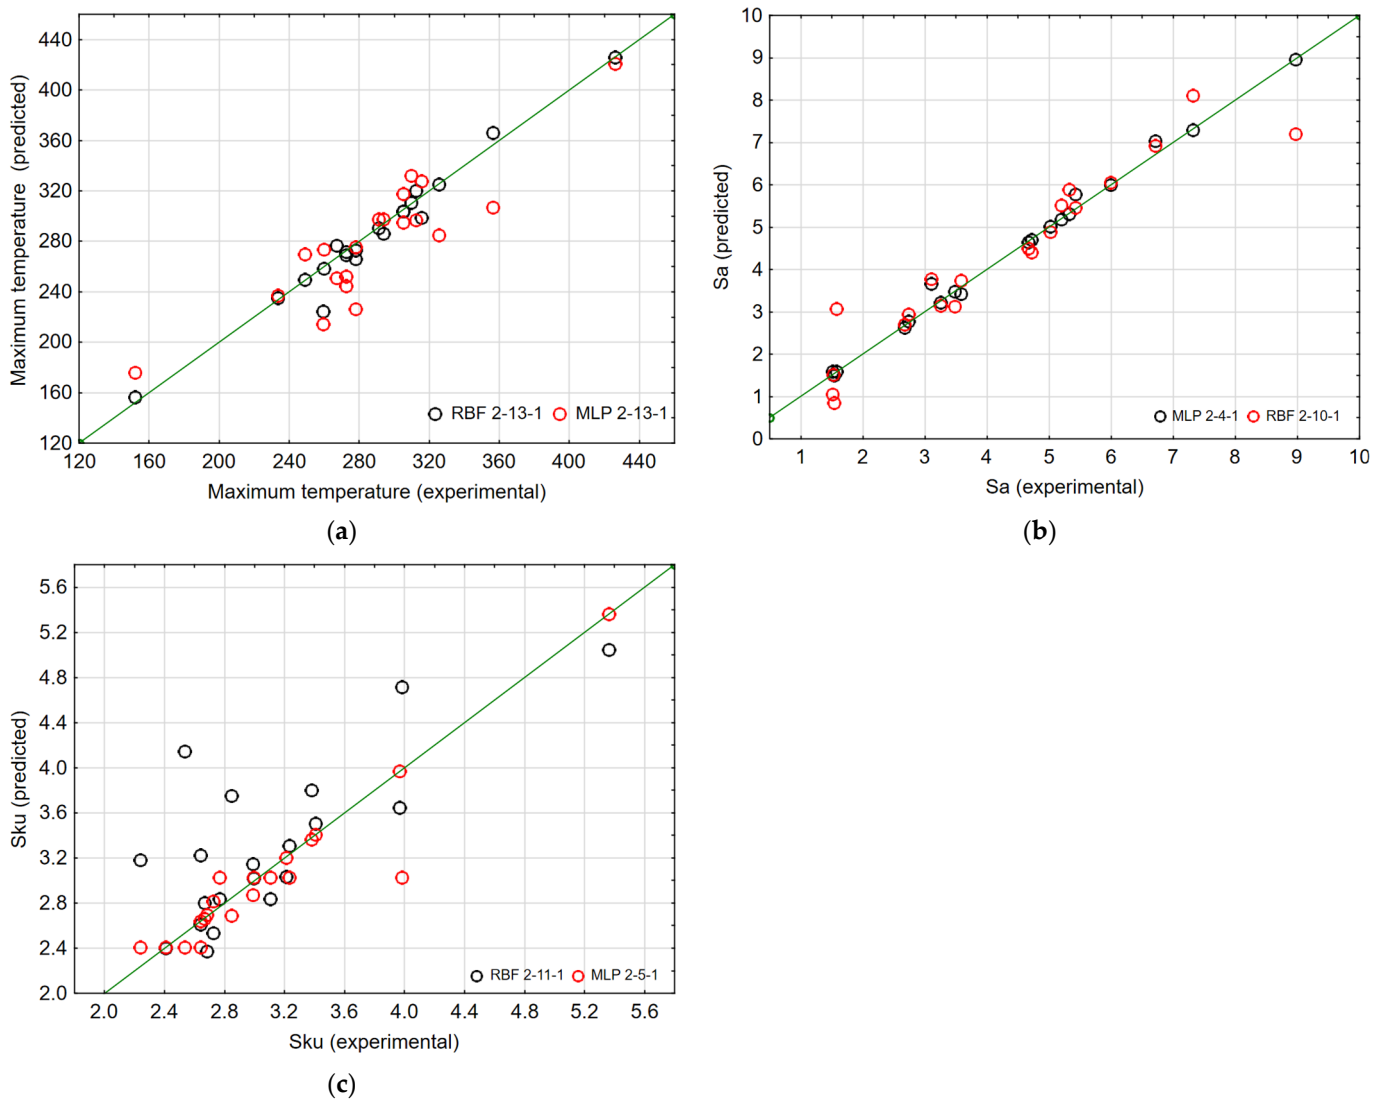 440
400
360
320
280
240
200
160
120
Maximum temperature (predicted)
RBF 2-13-1 MLP 2-13-1
120 160 200 240 280 320 360 400 440
Maximum temperature (experimental)
(a)
10
9
8
7
6
5
4
3
2
1
0
Sa (predicted)
MLP 2-4-1 RBF 2-10-1
1 2 3 4 5 6 7 8 9 10
Sa (experimental)
(b)
5.6
5.2
4.8
4.4
4.0
3.6
3.2
2.8
2.4
2.0
Sku (predicted)
RBF 2-11-1 MLP 2-5-1
2.0 2.4 2.8 3.2 3.6 4.0 4.4 4.8 5.2 5.6
Sku (experimental)
(c)